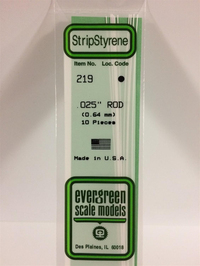 StripStyrene
Item No. Loc. Code
219
.025" ROD
(0.64 mm)
10 Pieces
Made in U.S.A.
evergreen
scale models
Des Plaines, IL 60018